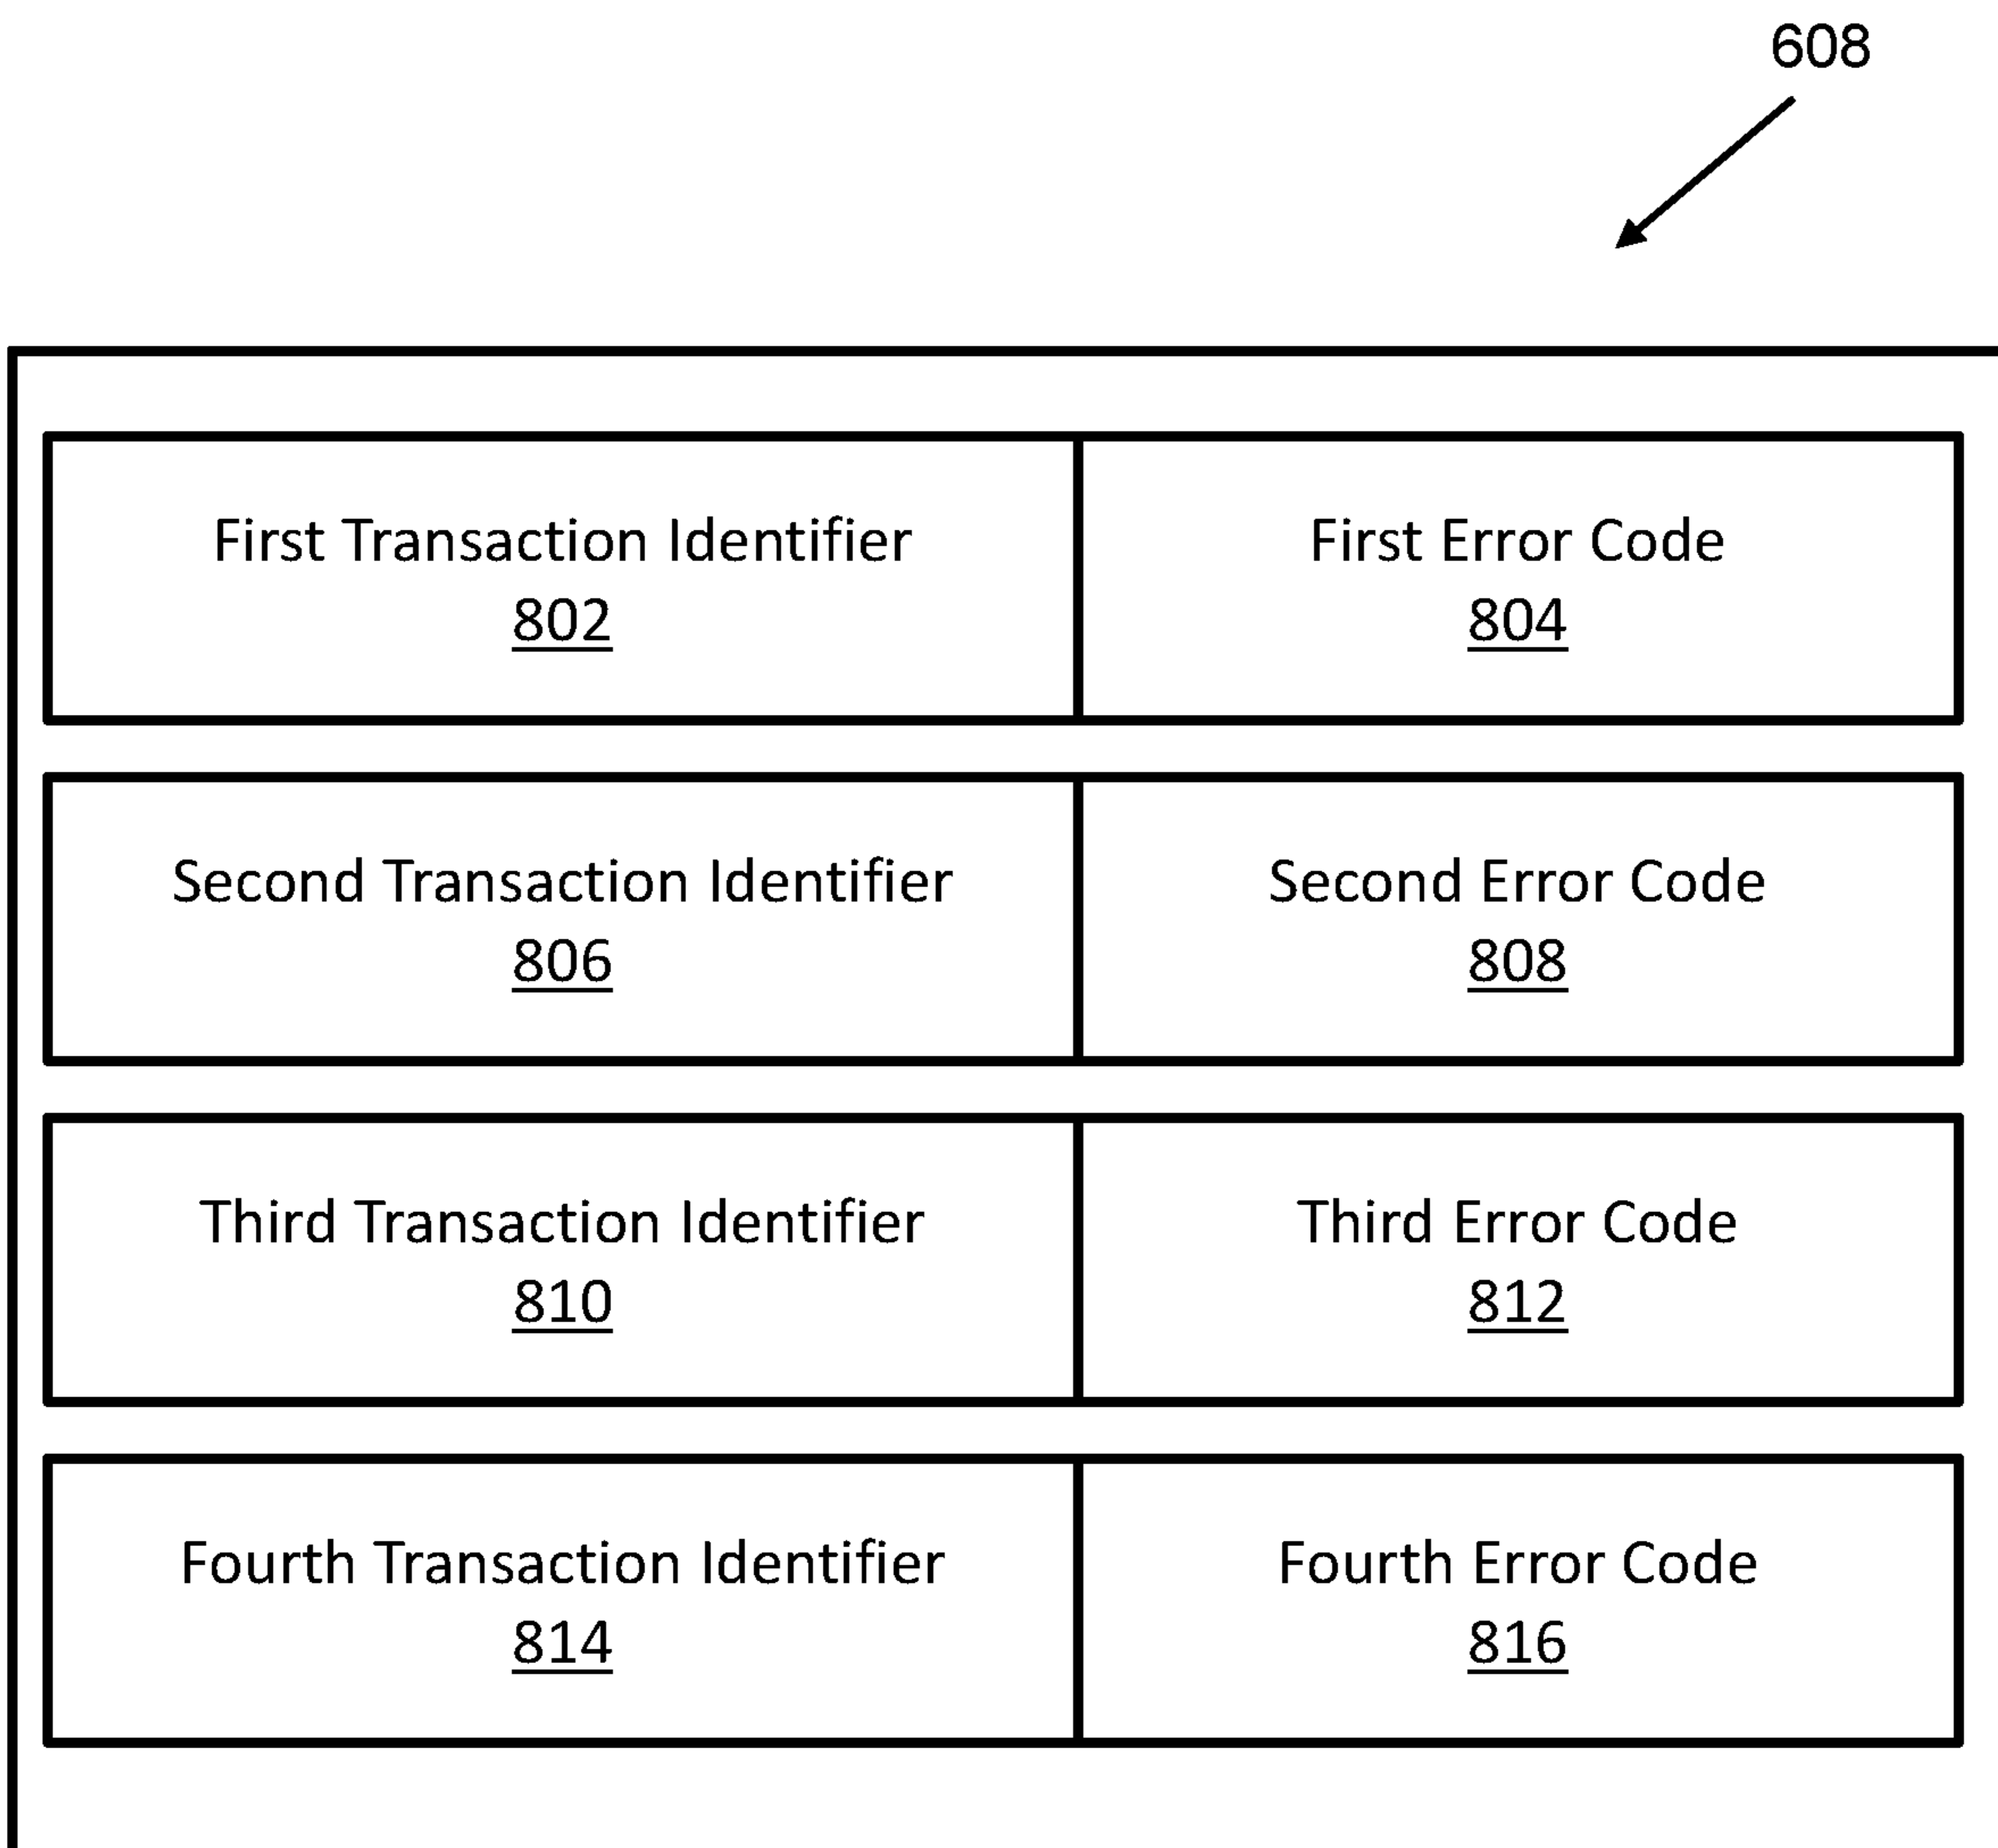 608
First Transaction Identifier
802
First Error Code
804
Second Transaction Identifier
806
Second Error Code
808
Third Transaction Identifier
810
Third Error Code
812
Fourth Transaction Identifier
814
Fourth Error Code
816